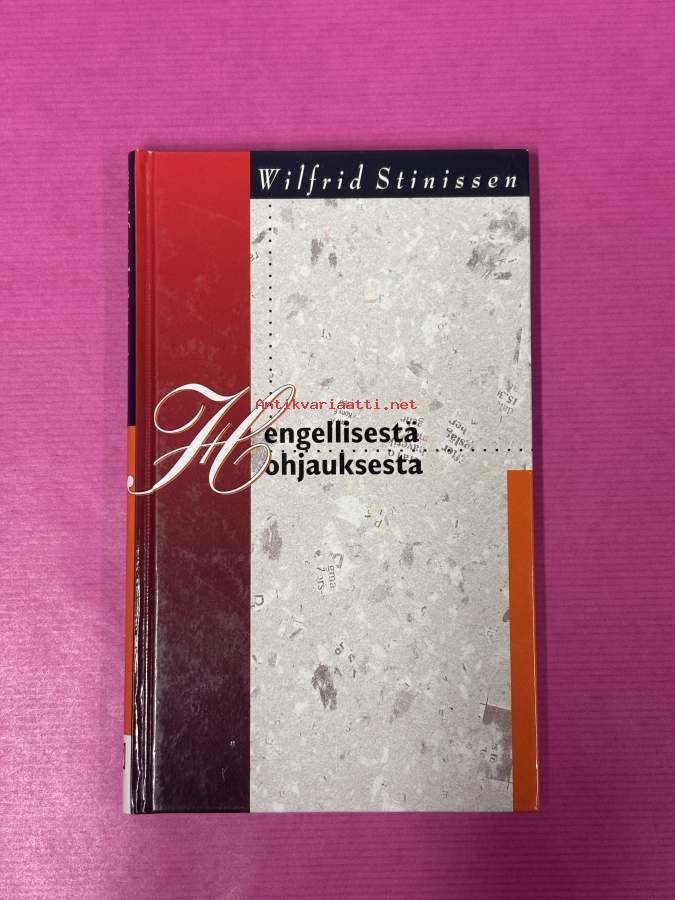 Wilfrid Stinissen
Antikvariaatti.net
Hengellisestä
ohjauksesta